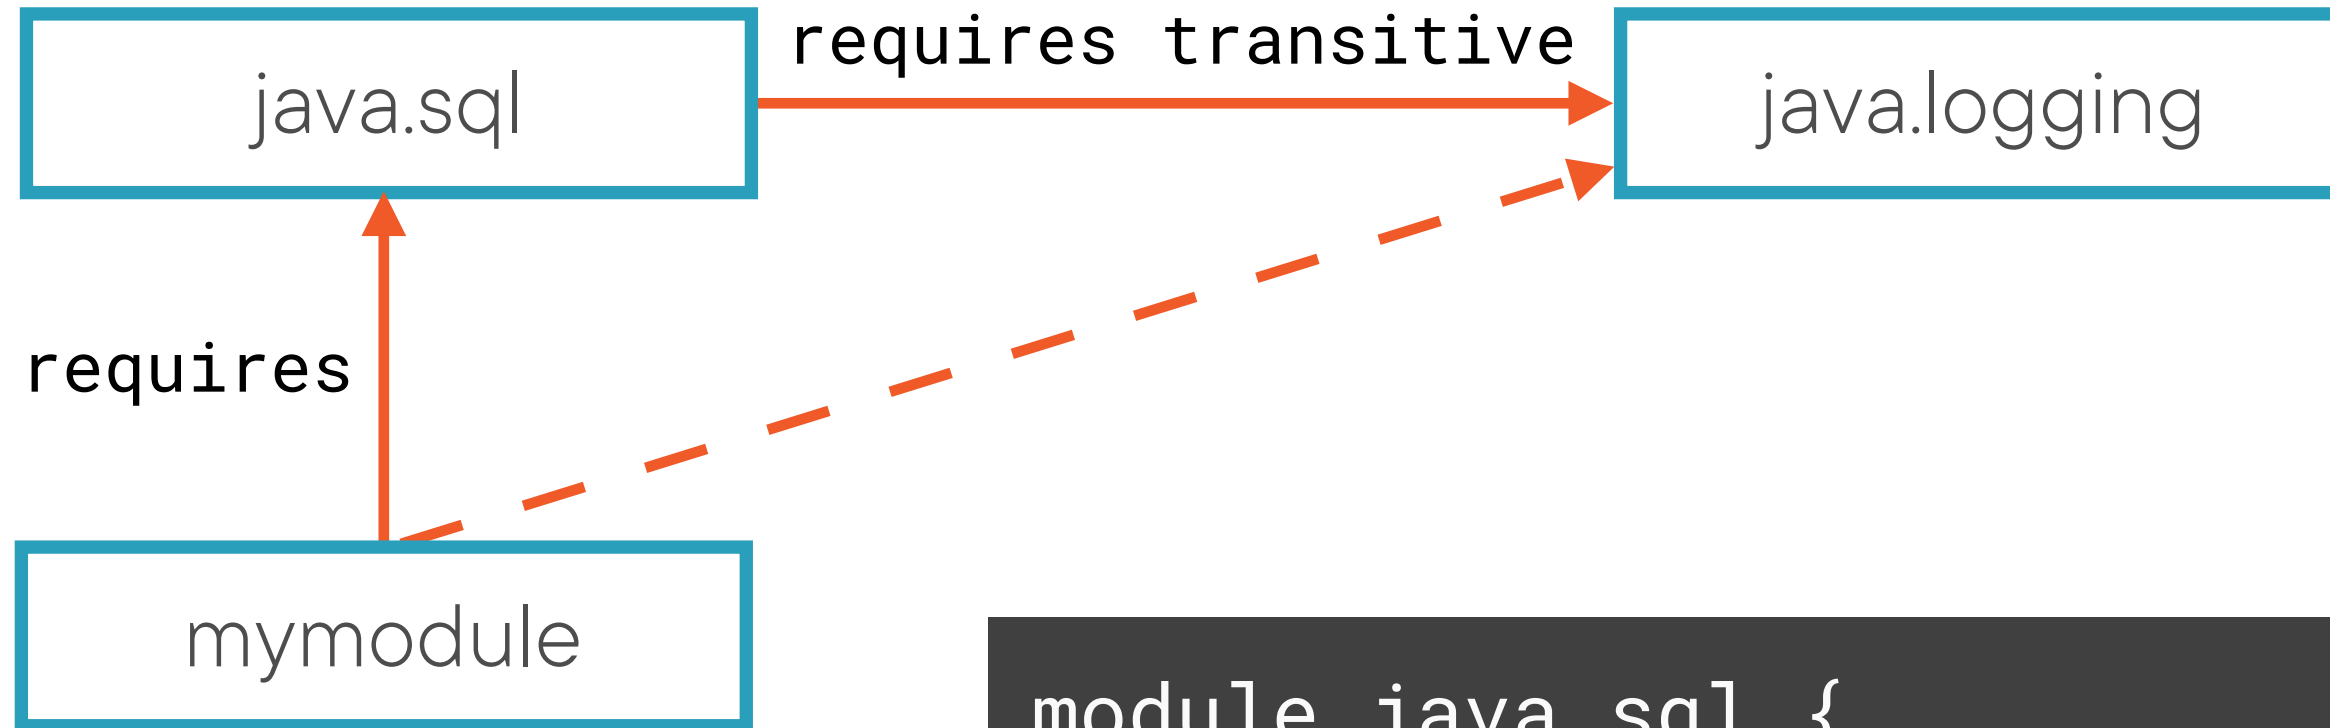 requires transitive
java.sql
java.logging
requires
mymodule
module java.sql {